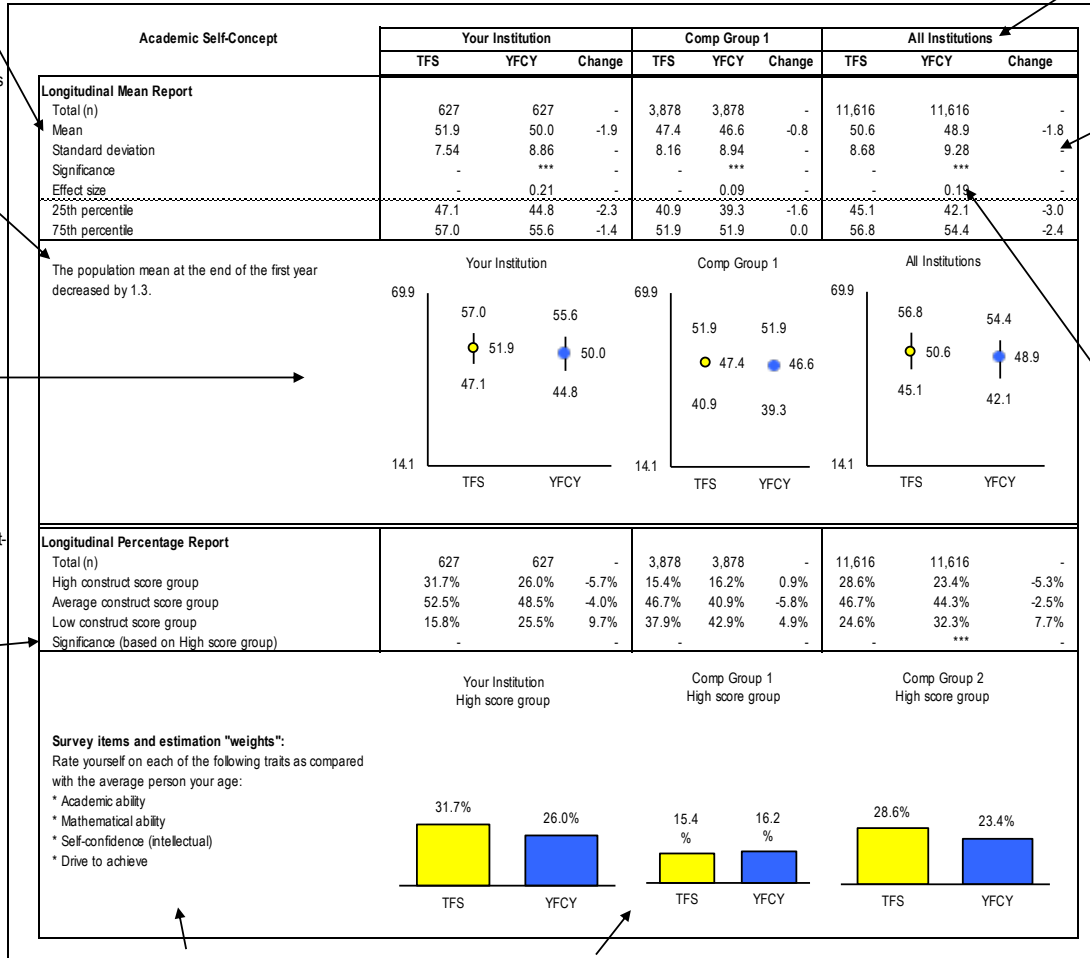 Academic Self-Concept Your Institution Comp Group 1 All Institutions
TFS YFCY Change TFS YFCY Change TFS YFCY Change
Longitudinal Mean Report
Total (n) 627 627 - 3,878 3,878 - 11,616 11,616 -
Mean 51.9 50.0 -1.9 47.4 46.6 -0.8 50.6 48.9 -1.8
Standard deviation 7.54 8.86 - 8.16 8.94 - 8.68 9.28 -
Significance - *** - - *** - - *** -
Effect size - 0.21 - - 0.09 - - 0.19 -
25th percentile 47.1 44.8 -2.3 40.9 39.3 -1.6 45.1 42.1 -3.0
75th percentile 57.0 55.6 -1.4 51.9 51.9 0.0 56.8 54.4 -2.4
The population mean at the end of the first year
decreased by 1.3.
Your Institution
69.9
57.0 55.6
51.9 50.0
47.1 44.8
14.1
TFS YFCY
Comp Group 1
69.9
51.9 51.9
47.4 46.6
40.9 39.3
14.1
TFS YFCY
All Institutions
69.9
56.8 54.4
50.6 48.9
45.1 42.1
14.1
TFS YFCY
Longitudinal Percentage Report
Total (n) 627 627 - 3,878 3,878 - 11,616 11,616 -
High construct score group 31.7% 26.0% -5.7% 15.4% 16.2% 0.9% 28.6% 23.4% -5.3%
Average construct score group 52.5% 48.5% -4.0% 46.7% 40.9% -5.8% 46.7% 44.3% -2.5%
Low construct score group 15.8% 25.5% 9.7% 37.9% 42.9% 4.9% 24.6% 32.3% 7.7%
Significance (based on High score group) - - - - - *** -
Survey items and estimation "weights":
Rate yourself on each of the following traits as compared
with the average person your age:
* Academic ability
* Mathematical ability
* Self-confidence (intellectual)
* Drive to achieve
Your Institution
High score group
31.7% 26.0%
TFS YFCY
Comp Group 1
High score group
15.4 16.2
% %
TFS YFCY
Comp Group 2
High score group
28.6% 23.4%
TFS YFCY